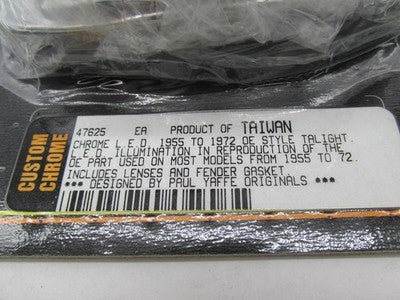 CUSTOM
CHROME
47625 EA PRODUCT OF TAIWAN
CHROME L.E.D. 1955 TO 1972 OE STYLE TALIGHT.
L.E.D. ILLUMINATION IN REPRODUCTION OF THE
OE PART USED ON MOST MODELS FROM 1955 TO 72.
INCLUDES LENSES AND FENDER GASKET
*** DESIGNED BY PAUL YAFFE ORIGINALS ***